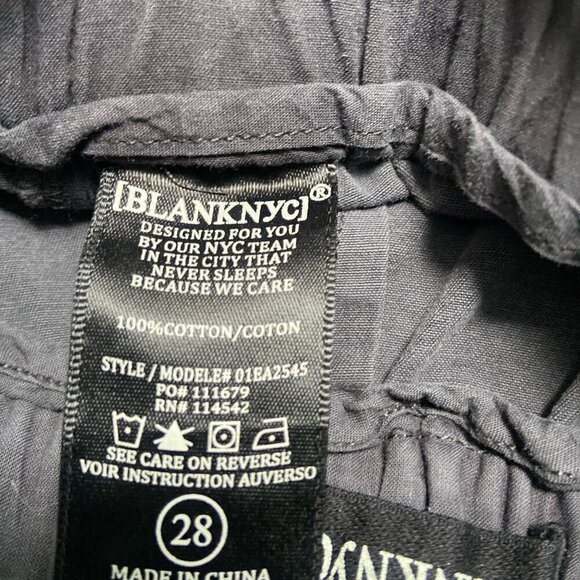 [BLANKNYC]®
DESIGNED FOR YOU
BY OUR NYC TEAM
IN THE CITY THAT
NEVER SLEEPS
BECAUSE WE CARE
100%COTTON/COTON
STYLE / MODELE# 01EA2545
PO# 111679
RN# 114542
SEE CARE ON REVERSE
VOIR INSTRUCTION AUVERSO
28
MADE IN CHINA